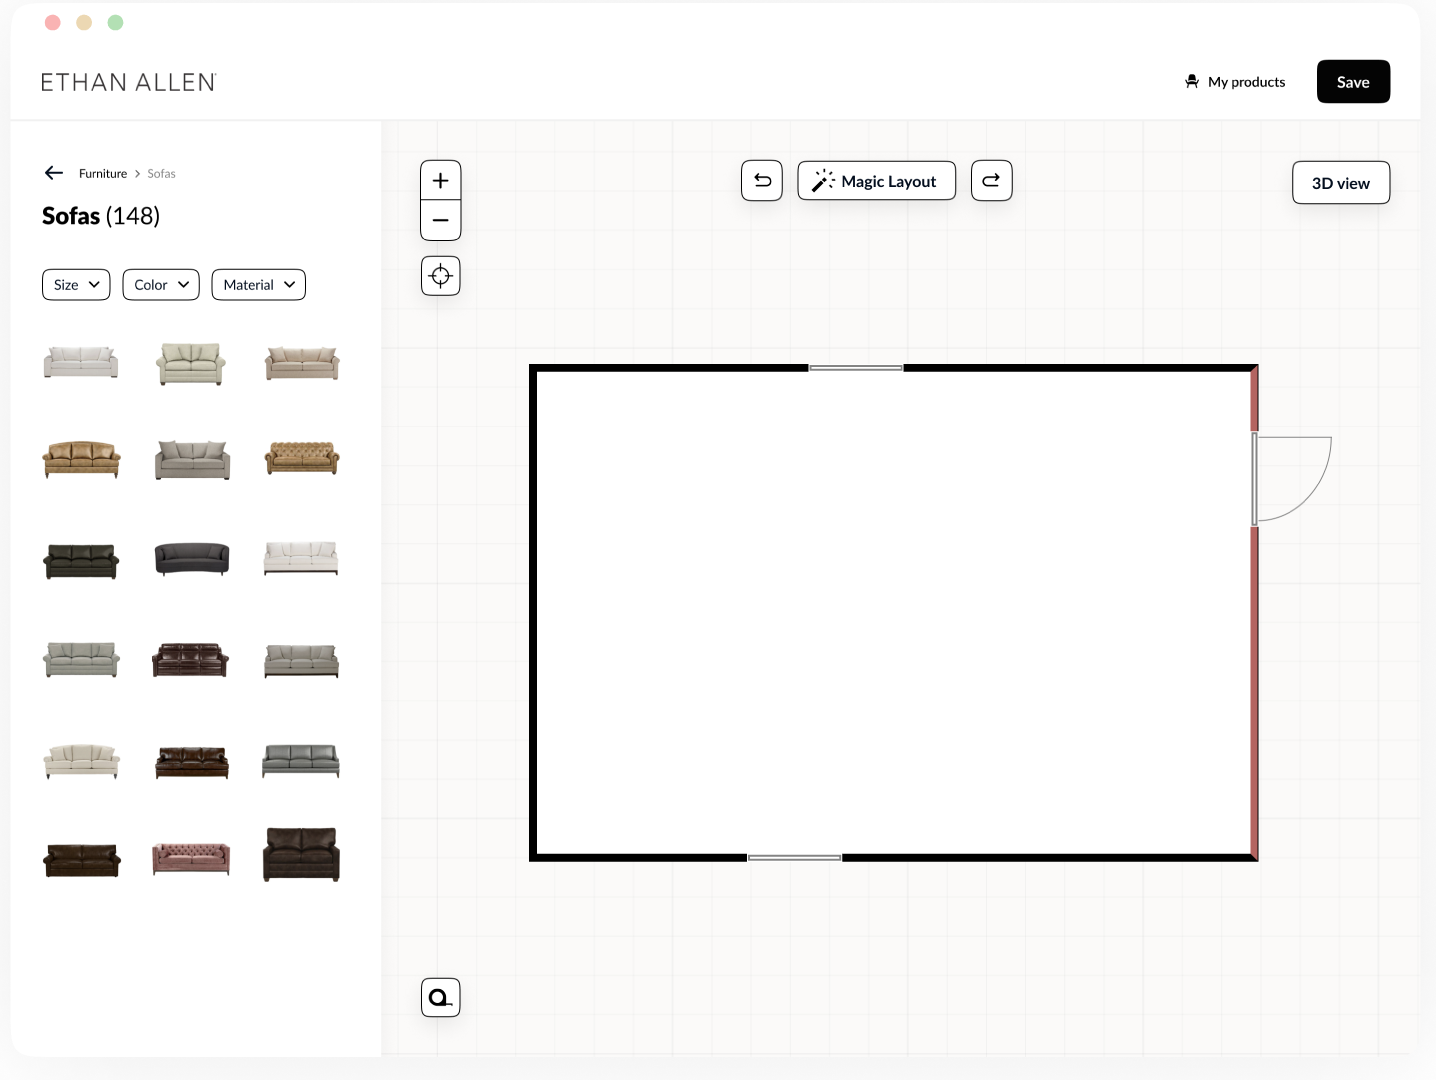 ETHAN ALLEN
My products
Save
Furniture > Sofas
Sofas (148)
Size
Color
Material
Magic Layout
3D view